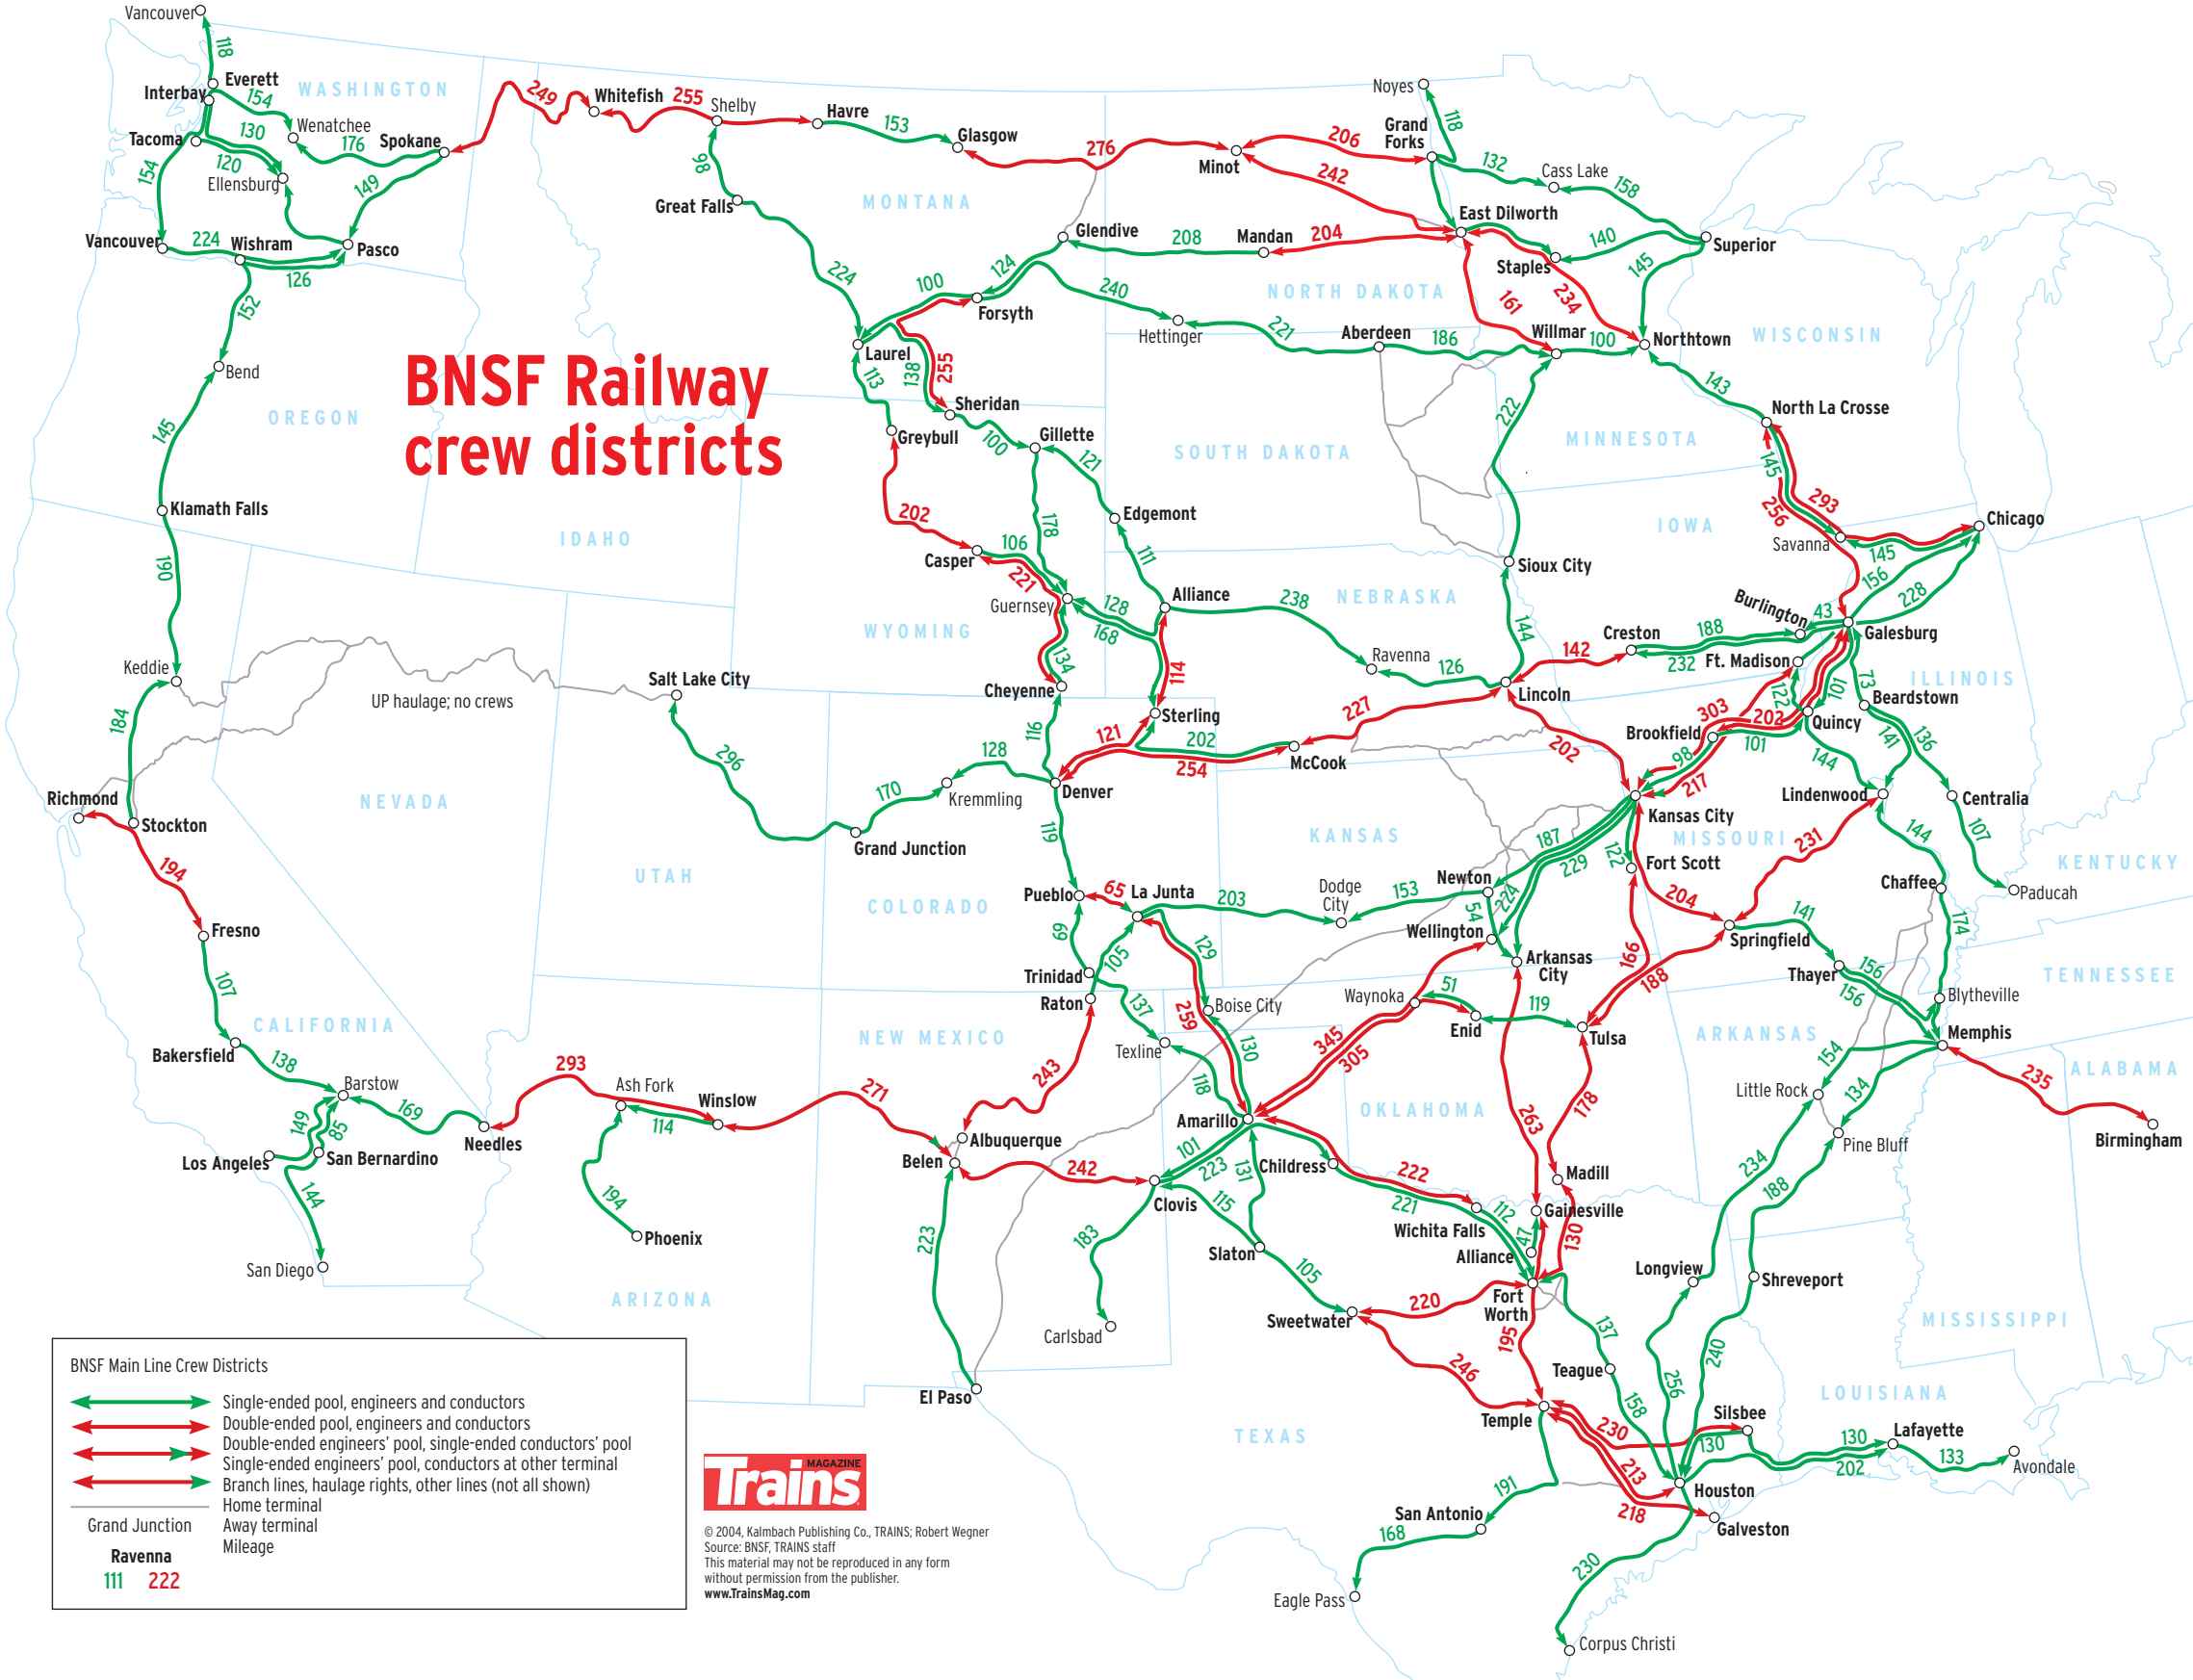 BNSF Railway
crew districts
WASHINGTON
OREGON
IDAHO
MONTANA
NORTH DAKOTA
SOUTH DAKOTA
MINNESOTA
WISCONSIN
IOWA
ILLINOIS
NEBRASKA
WYOMING
NEVADA
UTAH
COLORADO
KANSAS
MISSOURI
KENTUCKY
TENNESSEE
CALIFORNIA
ARIZONA
NEW MEXICO
OKLAHOMA
ARKANSAS
ALABAMA
MISSISSIPPI
LOUISIANA
TEXAS
Vancouver
118
Everett
Interbay
154
Wenatchee
130
Tacoma
120
176
Spokane
Ellensburg
154
149
Vancouver
224
Wishram
Pasco
126
152
Bend
145
Klamath Falls
190
Keddie
184
UP haulage; no crews
Richmond
Stockton
194
Fresno
107
Bakersfield
138
Barstow
149
85
169
Los Angeles
San Bernardino
Needles
144
San Diego
293
Ash Fork
Winslow
114
194
Phoenix
271
249
Whitefish
255
Shelby
Havre
153
Glasgow
276
98
Great Falls
224
Minot
206
242
Grand
Forks
Noyes
118
132
Cass Lake
158
East Dilworth
140
Superior
Staples
145
161
234
Willmar
100
Northtown
Glendive
208
Mandan
204
124
100
Forsyth
240
Hettinger
221
Aberdeen
186
222
Laurel
113
138
255
Sheridan
100
Greybull
Gillette
121
Edgemont
202
178
111
Casper
106
221
Guernsey
128
168
Alliance
238
134
Cheyenne
114
Sterling
116
121
202
254
McCook
227
Ravenna
126
Lincoln
144
Sioux City
142
Creston
188
232
Burlington
43
Galesburg
Ft. Madison
143
North La Crosse
145
256
293
Savanna
145
Chicago
156
228
122
101
73
Beardstown
303
202
Quincy
Brookfield
101
98
217
144
141
136
Lindenwood
Centralia
107
Paducah
202
Kansas City
187
229
224
122
Fort Scott
231
204
144
Chaffee
174
Salt Lake City
296
Grand Junction
170
Kremmling
128
Denver
119
Pueblo
65
La Junta
203
Dodge
City
153
Newton
54
Wellington
Arkansas
City
69
105
129
Trinidad
Raton
137
Texline
Boise City
259
130
118
243
Waynoka
51
Enid
119
Tulsa
166
188
Springfield
141
Thayer
156
156
Blytheville
Memphis
154
134
Little Rock
Pine Bluff
235
Birmingham
345
305
Amarillo
Albuquerque
Belen
242
Clovis
101
223
131
115
Childress
222
221
Wichita Falls
112
263
178
Madill
Gainesville
47
130
Alliance
Fort
Worth
183
Carlsbad
Slaton
105
Sweetwater
220
223
El Paso
246
195
Temple
137
Teague
158
234
188
Longview
Shreveport
256
240
Silsbee
230
130
130
202
Lafayette
133
Avondale
213
218
Houston
Galveston
191
San Antonio
168
Eagle Pass
230
Corpus Christi
BNSF Main Line Crew Districts
Single-ended pool, engineers and conductors
Double-ended pool, engineers and conductors
Double-ended engineers’ pool, single-ended conductors’ pool
Single-ended engineers’ pool, conductors at other terminal
Branch lines, haulage rights, other lines (not all shown)
Home terminal
Grand Junction
Away terminal
Mileage
Ravenna
111 222
Trains
MAGAZINE
© 2004, Kalmbach Publishing Co., TRAINS; Robert Wegner
Source: BNSF, TRAINS staff
This material may not be reproduced in any form
without permission from the publisher.
www.TrainsMag.com